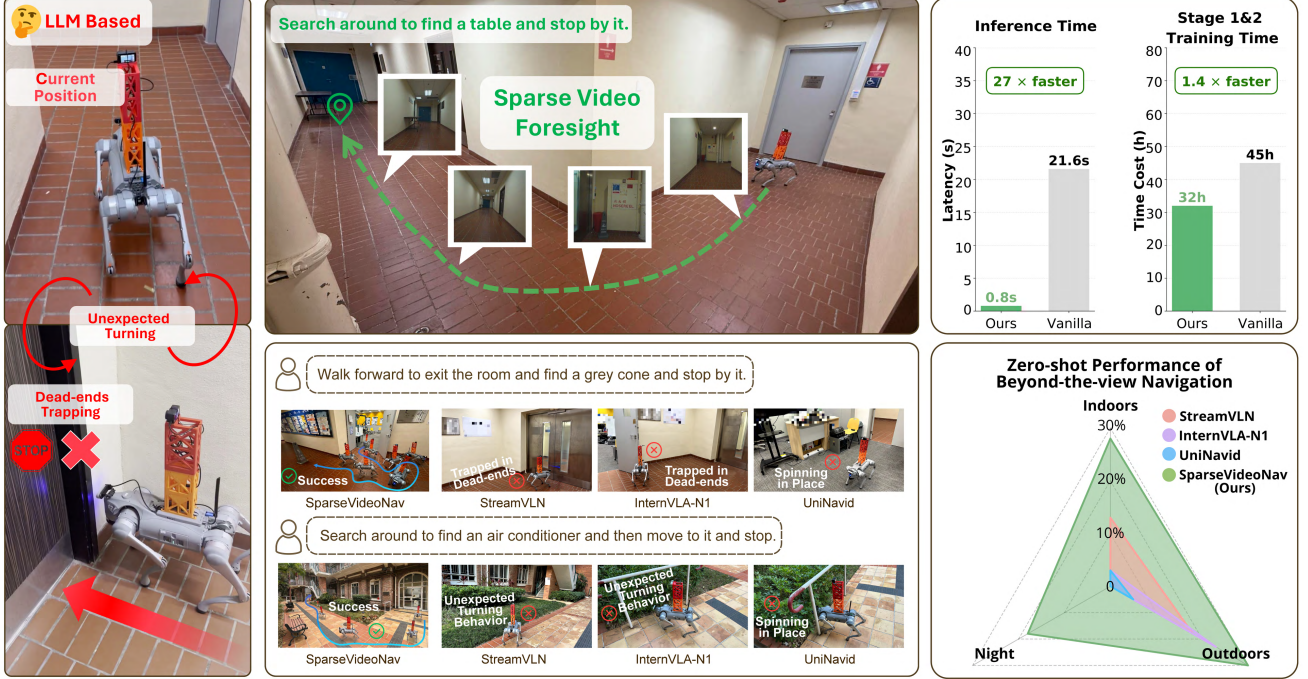 LLM Based
Current
Position
Unexpected
Turning
Dead-ends
Trapping
STOP
Search around to find a table and stop by it.
Sparse Video
Foresight
Inference Time
27 × faster
Latency (s)
40
35
30
25
20
15
10
5
0
0.8s
21.6s
Ours
Vanilla
Stage 1&2
Training Time
1.4 × faster
Time Cost (h)
80
70
60
50
40
30
20
10
0
32h
45h
Ours
Vanilla
Walk forward to exit the room and find a grey cone and stop by it.
Success
Trapped in
Dead-ends
Trapped in
Dead-ends
Spinning
in Place
SparseVideoNav
StreamVLN
InternVLA-N1
UniNavid
Search around to find an air conditioner and then move to it and stop.
Success
Unexpected
Turning
Behavior
Unexpected
Turning
Behavior
Spinning
in Place
SparseVideoNav
StreamVLN
InternVLA-N1
UniNavid
Zero-shot Performance of
Beyond-the-view Navigation
Indoors
30%
20%
10%
0
Night
Outdoors
StreamVLN
InternVLA-N1
UniNavid
SparseVideoNav
(Ours)